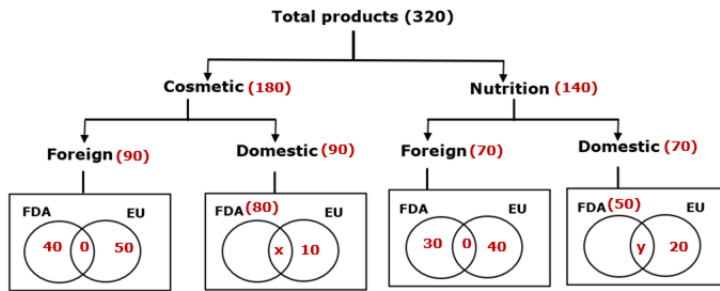 Total products (320)
Cosmetic (180) Nutrition (140)
Foreign (90) Domestic (90) Foreign (70) Domestic (70)
FDA EU FDA (80) EU FDA EU FDA (50) EU
40 0 50 x 10 30 0 40 y 20